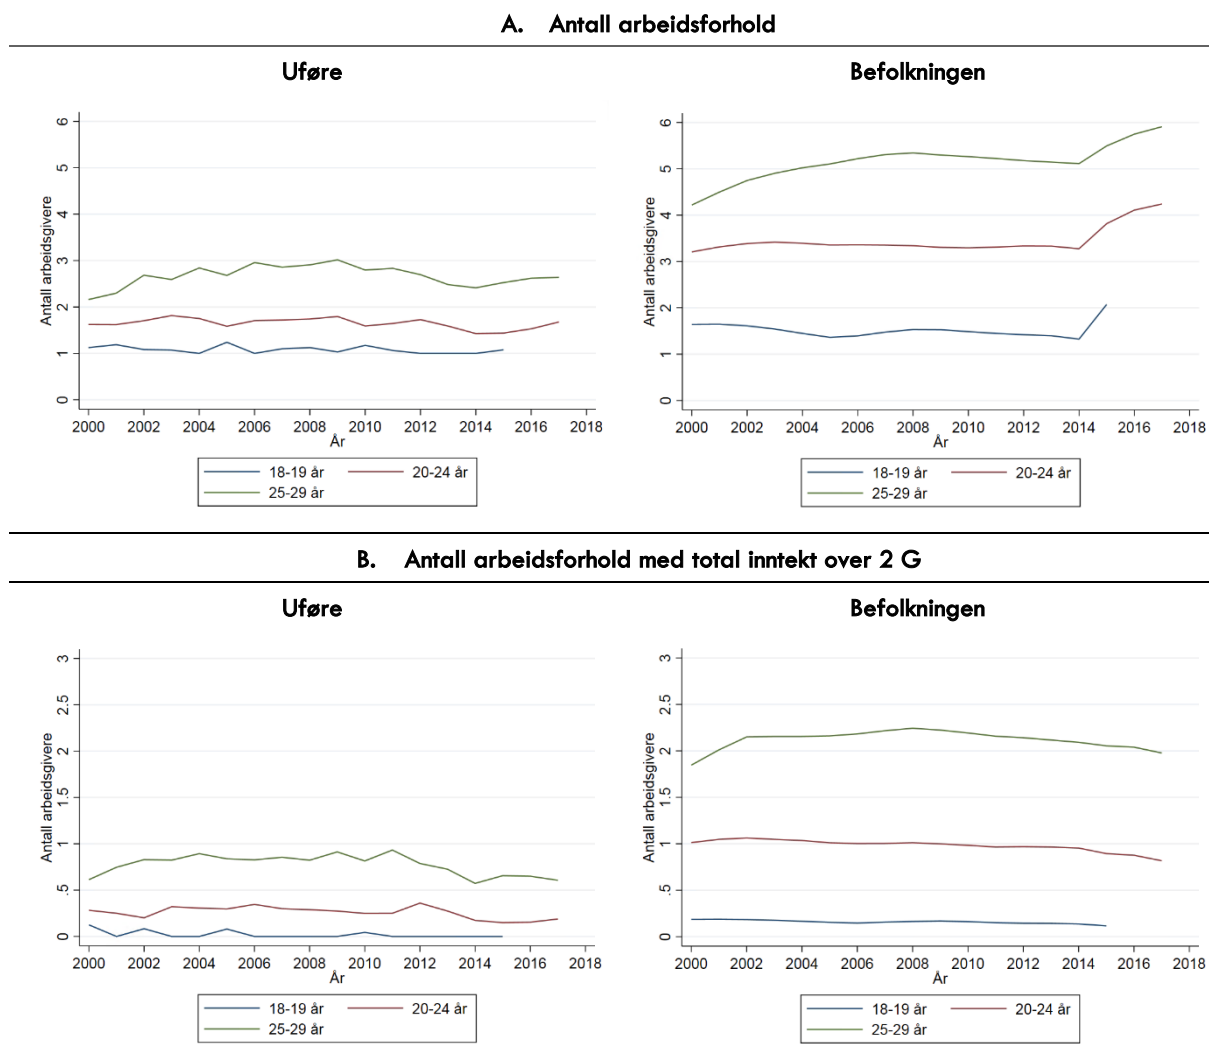 A. Antall arbeidsforhold
Uføre
Befolkningen
Antall arbeidsgivere
6
5
4
3
2
1
0
2000 2002 2004 2006 2008 2010 2012 2014 2016 2018
År
18-19 år 20-24 år
25-29 år
Antall arbeidsgivere
6
5
4
3
2
1
0
2000 2002 2004 2006 2008 2010 2012 2014 2016 2018
År
18-19 år 20-24 år
25-29 år
B. Antall arbeidsforhold med total inntekt over 2 G
Uføre
Befolkningen
Antall arbeidsgivere
3
2.5
2
1.5
1
.5
0
2000 2002 2004 2006 2008 2010 2012 2014 2016 2018
År
18-19 år 20-24 år
25-29 år
Antall arbeidsgivere
3
2.5
2
1.5
1
.5
0
2000 2002 2004 2006 2008 2010 2012 2014 2016 2018
År
18-19 år 20-24 år
25-29 år